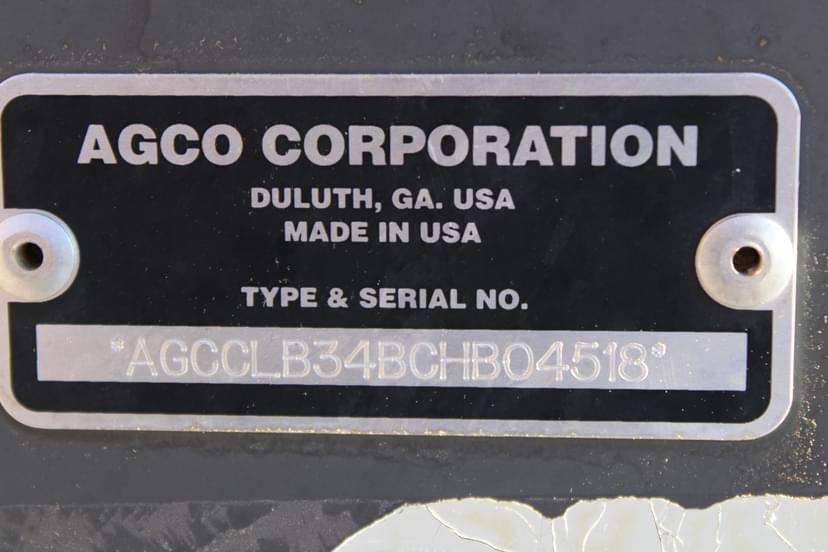 AGCO CORPORATION
DULUTH, GA. USA
MADE IN USA
TYPE & SERIAL NO.
*AGCCLB34BCHB04518*